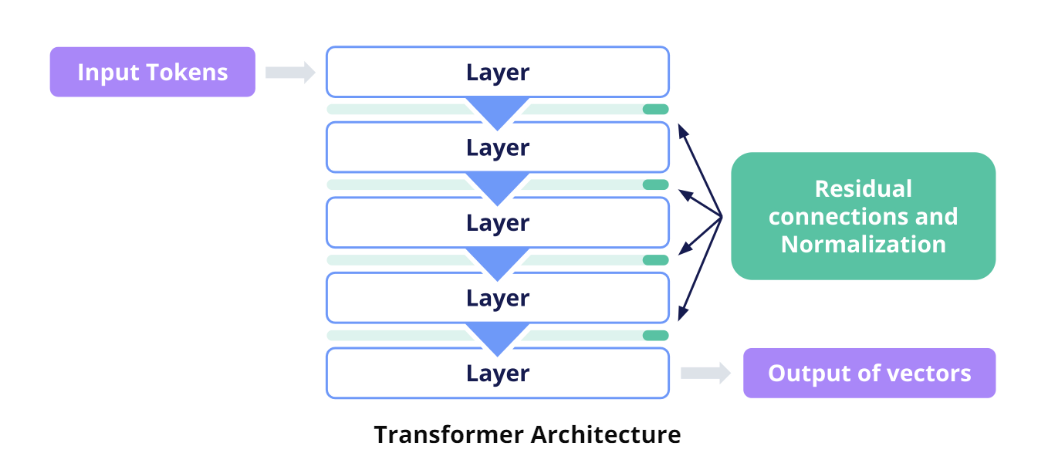 Input Tokens
Layer
Layer
Layer
Layer
Layer
Residual
connections and
Normalization
Output of vectors
Transformer Architecture